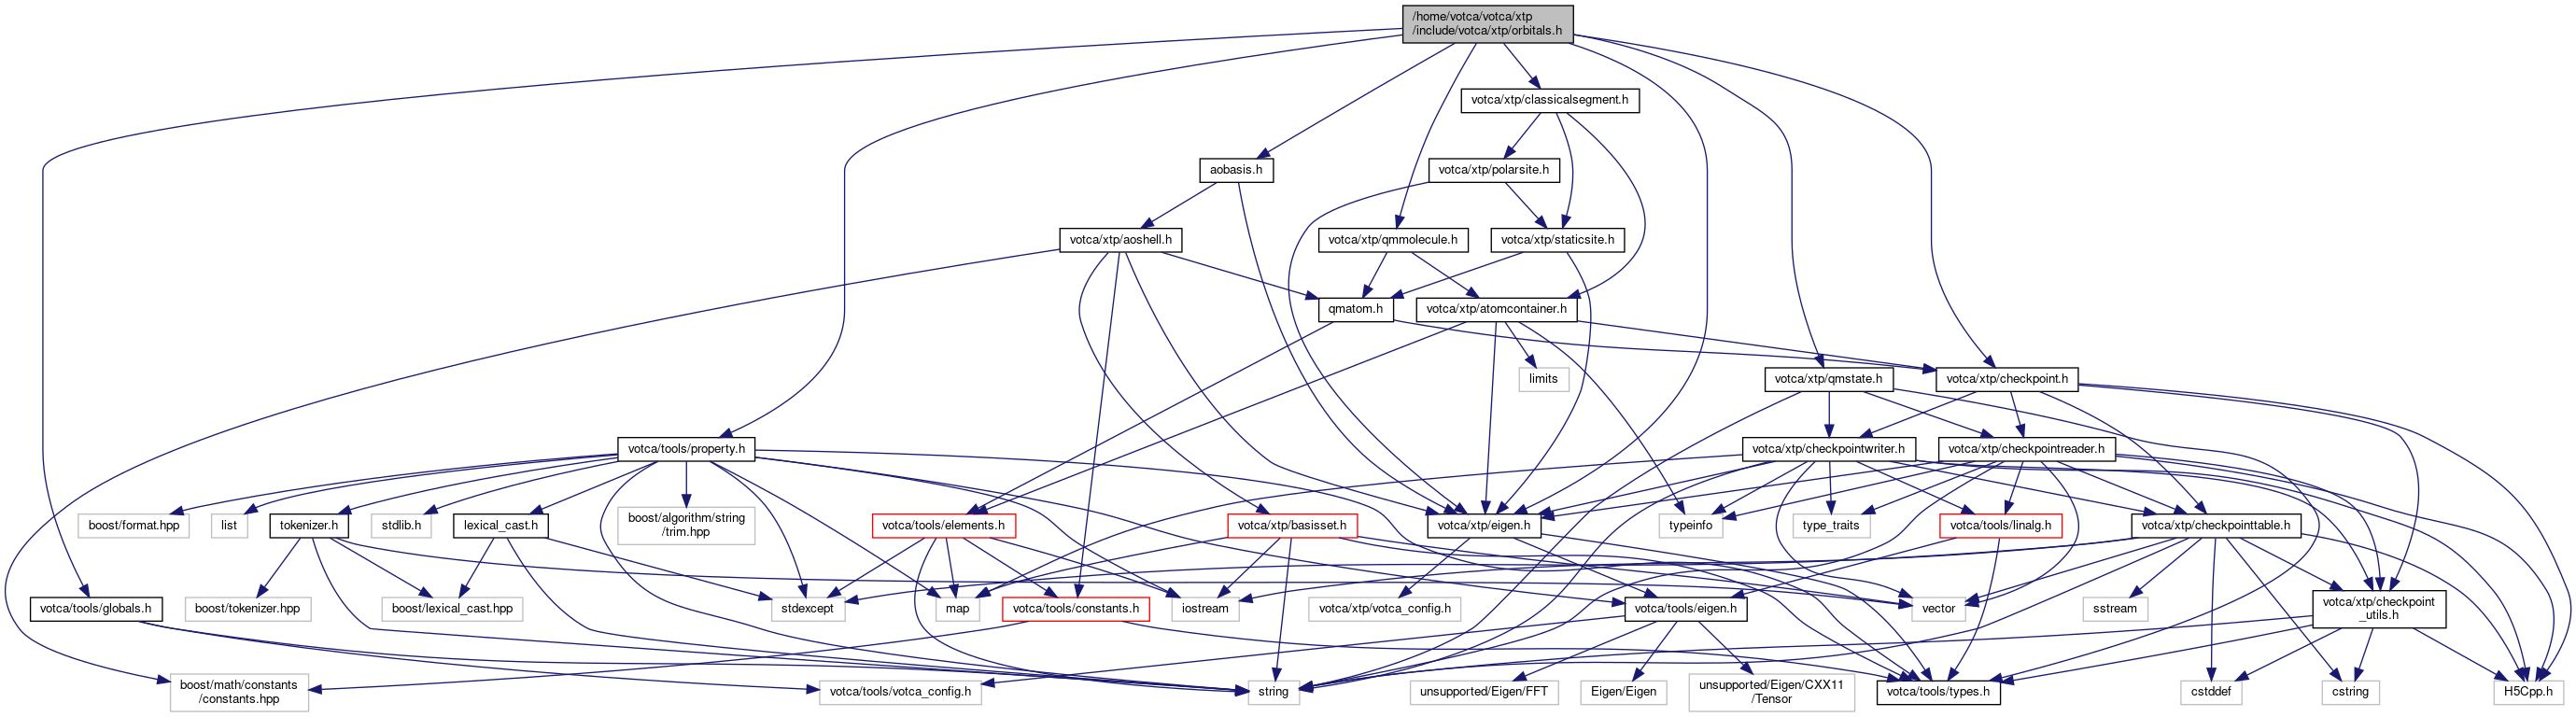 /home/votca/votca/xtp
/include/votca/xtp/orbitals.h
votca/xtp/classicalsegment.h
aobasis.h
votca/xtp/polarsite.h
votca/xtp/aoshell.h
votca/xtp/qmmolecule.h
votca/xtp/staticsite.h
qmatom.h
votca/xtp/atomcontainer.h
limits
votca/xtp/qmstate.h
votca/xtp/checkpoint.h
votca/tools/property.h
votca/xtp/checkpointwriter.h
votca/xtp/checkpointreader.h
boost/format.hpp
list
tokenizer.h
stdlib.h
lexical_cast.h
boost/algorithm/string
/trim.hpp
votca/tools/elements.h
votca/xtp/basisset.h
votca/xtp/eigen.h
typeinfo
type_traits
votca/tools/linalg.h
votca/xtp/checkpointtable.h
votca/tools/globals.h
boost/tokenizer.hpp
boost/lexical_cast.hpp
stdexcept
map
votca/tools/constants.h
iostream
votca/xtp/votca_config.h
votca/tools/eigen.h
vector
sstream
votca/xtp/checkpoint
_utils.h
boost/math/constants
/constants.hpp
votca/tools/votca_config.h
string
unsupported/Eigen/FFT
Eigen/Eigen
unsupported/Eigen/CXX11
/Tensor
votca/tools/types.h
cstddef
cstring
H5Cpp.h